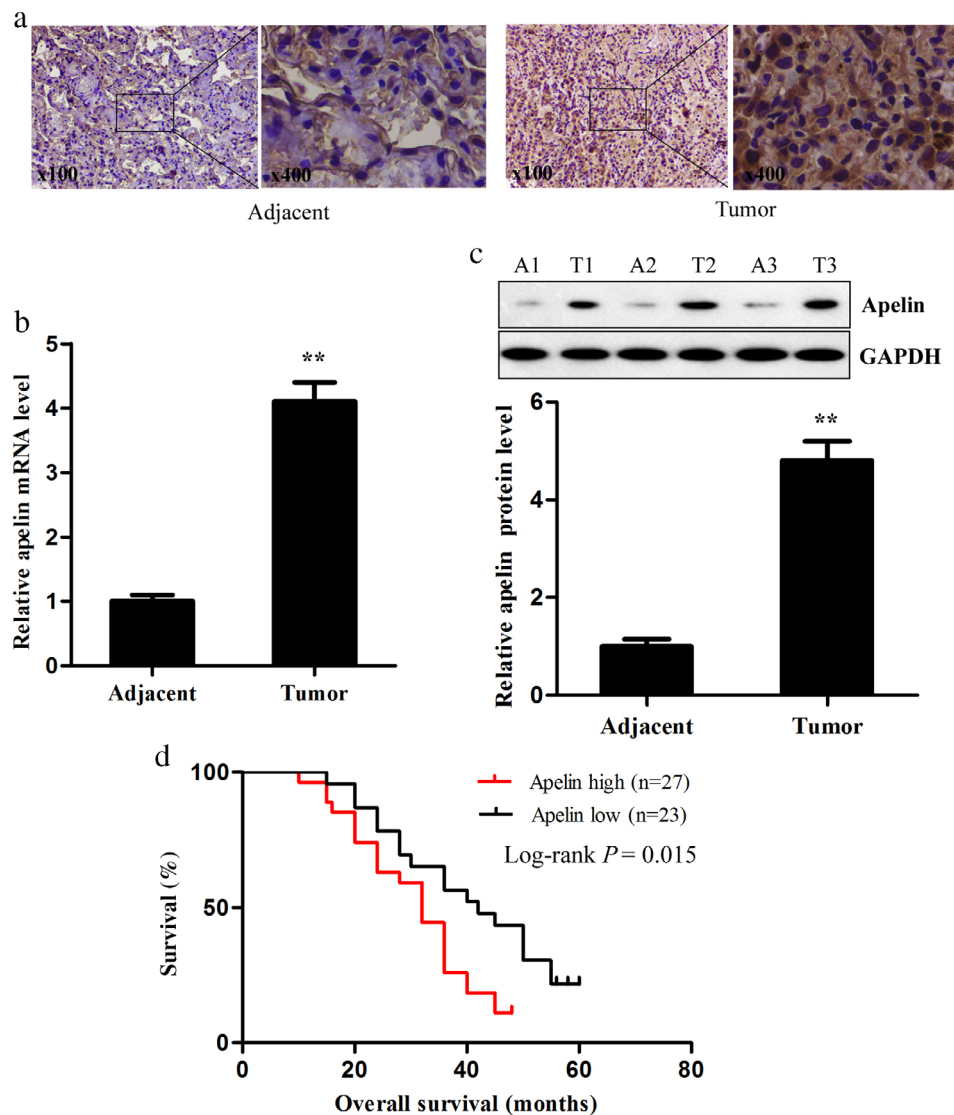 a
x100
x400
Adjacent
x100
x400
Tumor
b
Relative apelin mRNA level
5
4
3
2
1
0
**
Adjacent Tumor
c
A1 T1 A2 T2 A3 T3
Apelin
GAPDH
Relative apelin protein level
6
4
2
0
**
Adjacent Tumor
d
Survival (%)
100
50
0
Apelin high (n=27)
Apelin low (n=23)
Log-rank P = 0.015
0 20 40 60 80
Overall survival (months)